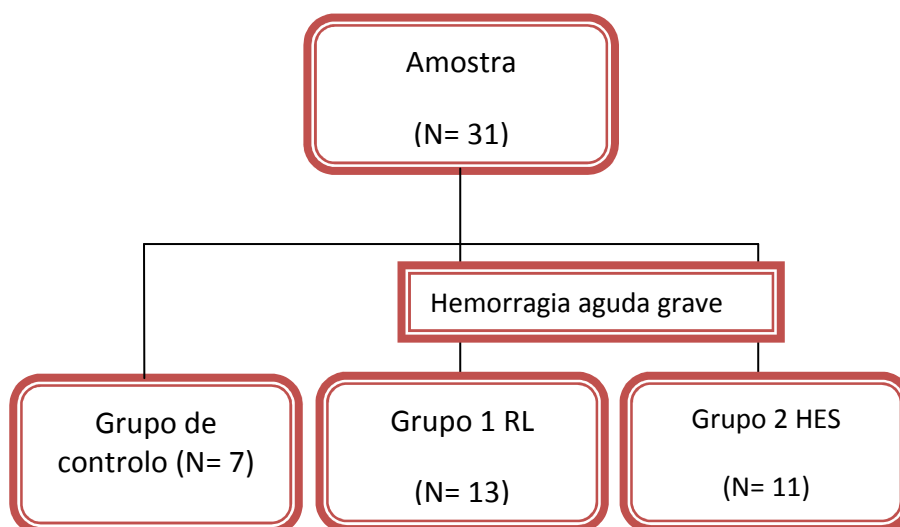 Amostra
(N= 31)
Hemorragia aguda grave
Grupo de
controlo (N= 7)
Grupo 1 RL
(N= 13)
Grupo 2 HES
(N= 11)